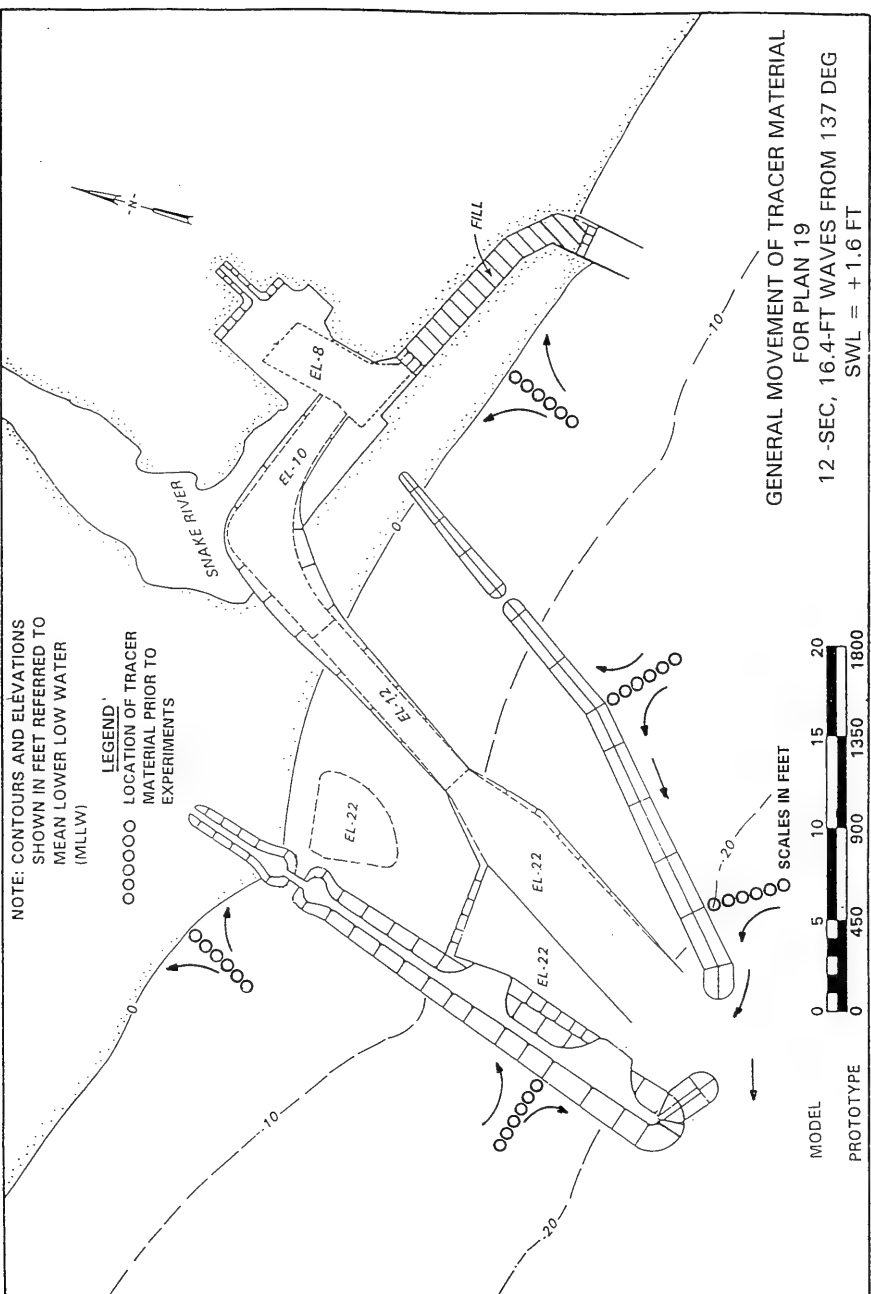 NOTE: CONTOURS AND ELEVATIONS
SHOWN IN FEET REFERRED TO
MEAN LOWER LOW WATER
(MLLW)
LEGEND
OOOOOO LOCATION OF TRACER
MATERIAL PRIOR TO
EXPERIMENTS
-N-
SNAKE RIVER
EL-8
EL-10
FILL
EL-12
EL-22
EL-22
EL-22
0
0
-10
-10
-20
-20
SCALES IN FEET
MODEL
0 5 10 15 20
PROTOTYPE
0 450 900 1350 1800
GENERAL MOVEMENT OF TRACER MATERIAL
FOR PLAN 19
12 -SEC, 16.4-FT WAVES FROM 137 DEG
SWL = +1.6 FT